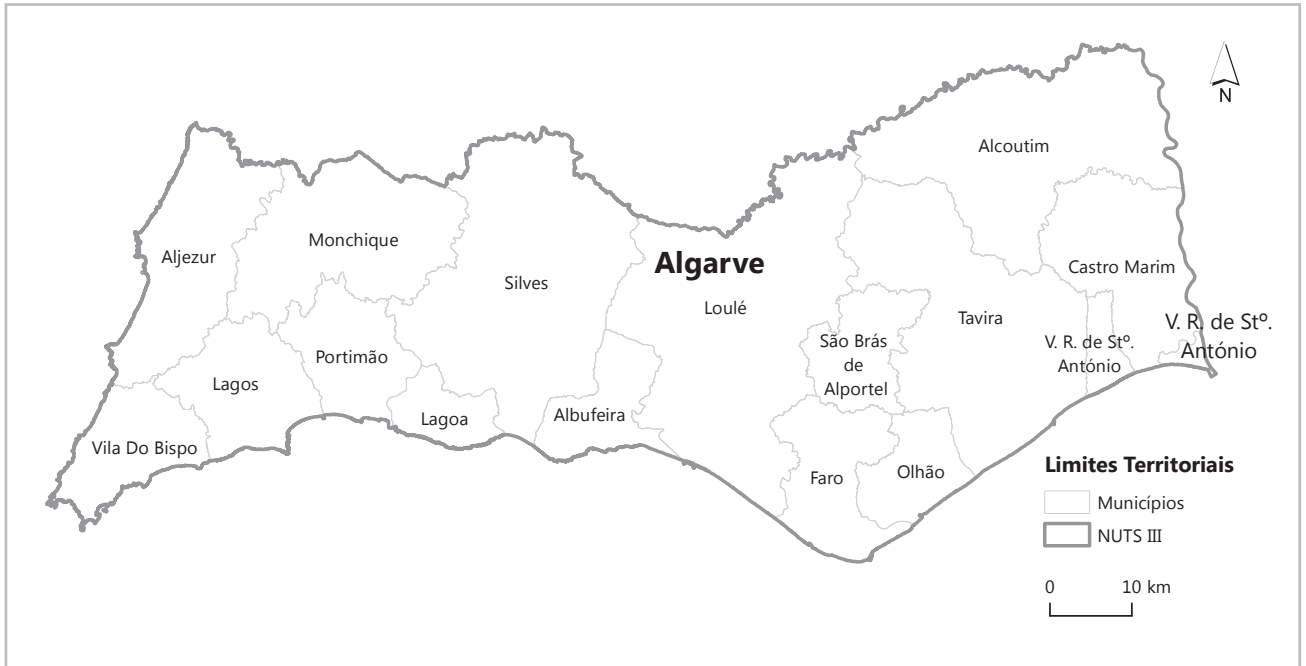 N
Alcoutim
Aljezur
Monchique
Algarve
Castro Marim
Silves
Loulé
Tavira
V. R. de Stº.
António
São Brás
de
Alportel
V. R. de Stº.
António
Portimão
Lagos
Lagoa
Albufeira
Vila Do Bispo
Faro
Olhão
Limites Territoriais
Municípios
NUTS III
0 10 km